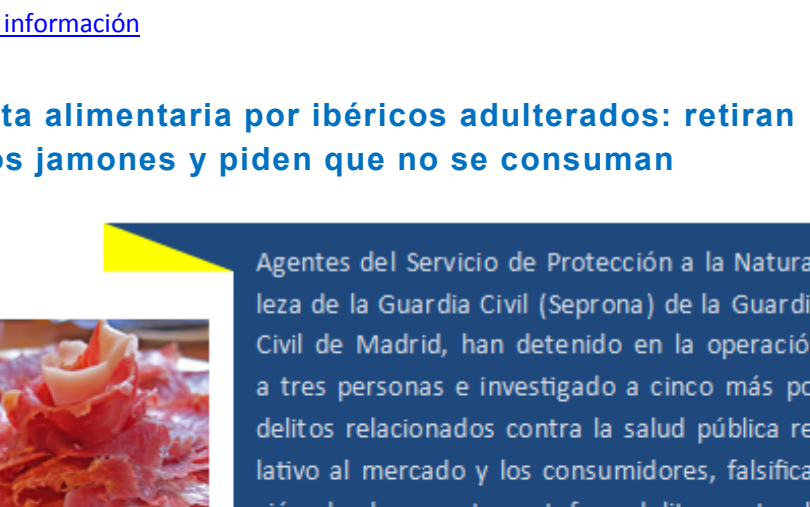 información
ta alimentaria por ibéricos adulterados: retiran
os jamones y piden que no se consuman
Agentes del Servicio de Protección a la Natura
leza de la Guardia Civil (Seprona) de la Guardi
Civil de Madrid, han detenido en la operació
a tres personas e investigado a cinco más po
delitos relacionados contra la salud pública re
lativo al mercado y los consumidores, falsifica